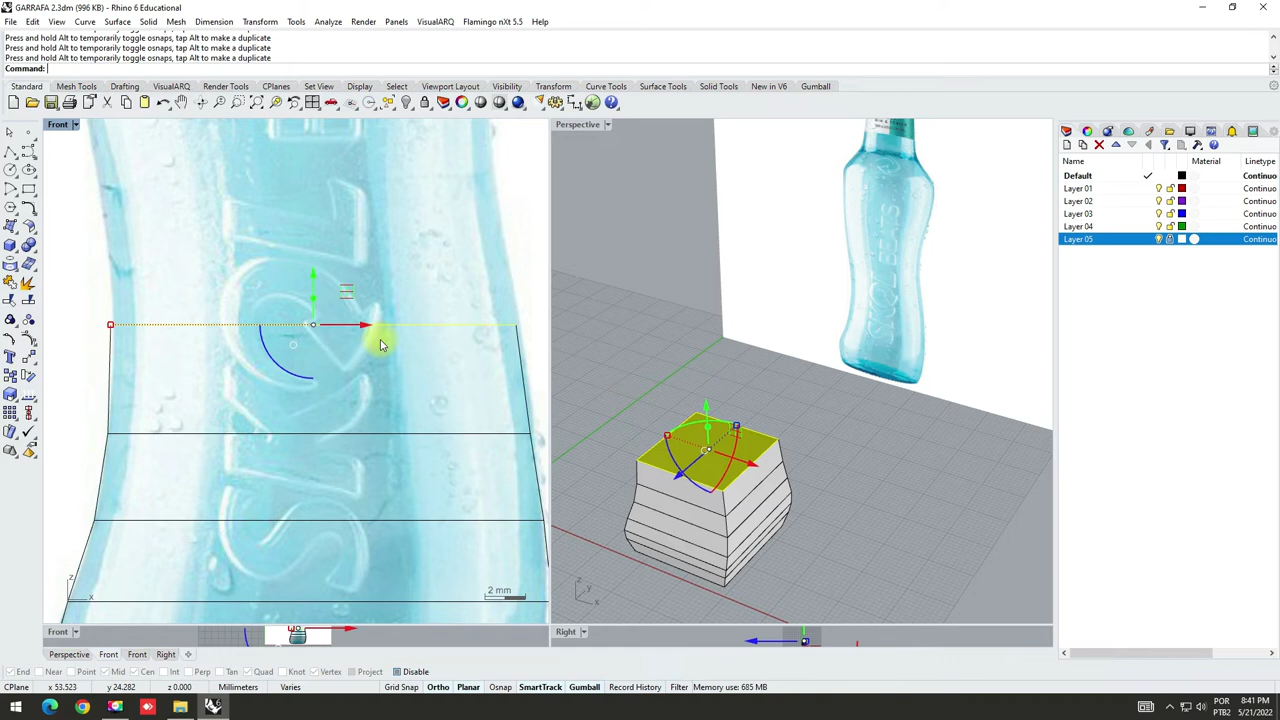 GARRAFA 2.3dm (996 KB) - Rhino 6 Educational
File Edit View Curve Surface Solid Mesh Dimension Transform Tools Analyze Render Panels VisualARQ Flamingo nXt 5.5 Help
Press and hold Alt to temporarily toggle osnaps, tap Alt to make a duplicate
Press and hold Alt to temporarily toggle osnaps, tap Alt to make a duplicate
Press and hold Alt to temporarily toggle osnaps, tap Alt to make a duplicate
Command:
Standard Mesh Tools Drafting VisualARQ Render Tools CPlanes Set View Display Select Viewport Layout Visibility Transform Curve Tools Surface Tools Solid Tools New in V6 Gumball
Front
Perspective
Name Material Linetype
Default Continuo
Layer 01 Continuo
Layer 02 Continuo
Layer 03 Continuo
Layer 04 Continuo
Layer 05 Continuo
z x
2 mm
z y x
Front
Right
Perspective Front Front Right
End Near Point Mid Cen Int Perp Tan Quad Knot Vertex Project Disable
CPlane x 53.523 y 24.282 z 0.000 Millimeters Varies Grid Snap Ortho Planar Osnap SmartTrack Gumball Record History Filter Memory use: 685 MB
POR 8:41 PM
PTB2 5/21/2022